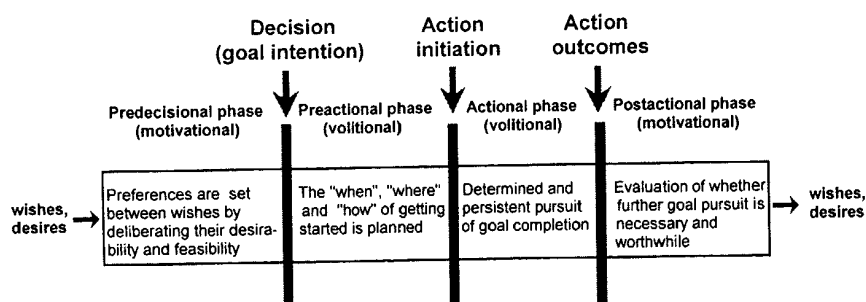 Decision
(goal intention)
Action
initiation
Action
outcomes
Predecisional phase
(motivational)
Preactional phase
(volitional)
Actional phase
(volitional)
Postactional phase
(motivational)
wishes,
desires
Preferences are set
between wishes by
deliberating their desira-
bility and feasibility
The "when", "where"
and "how" of getting
started is planned
Determined and
persistent pursuit
of goal completion
Evaluation of whether
further goal pursuit is
necessary and
worthwhile
wishes,
desires